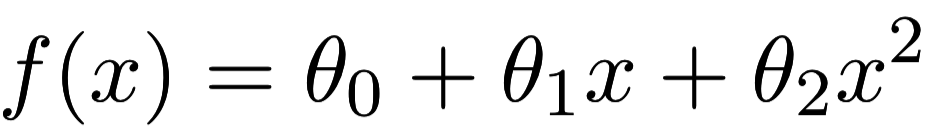 f(x) = θ₀ + θ₁x + θ₂x²